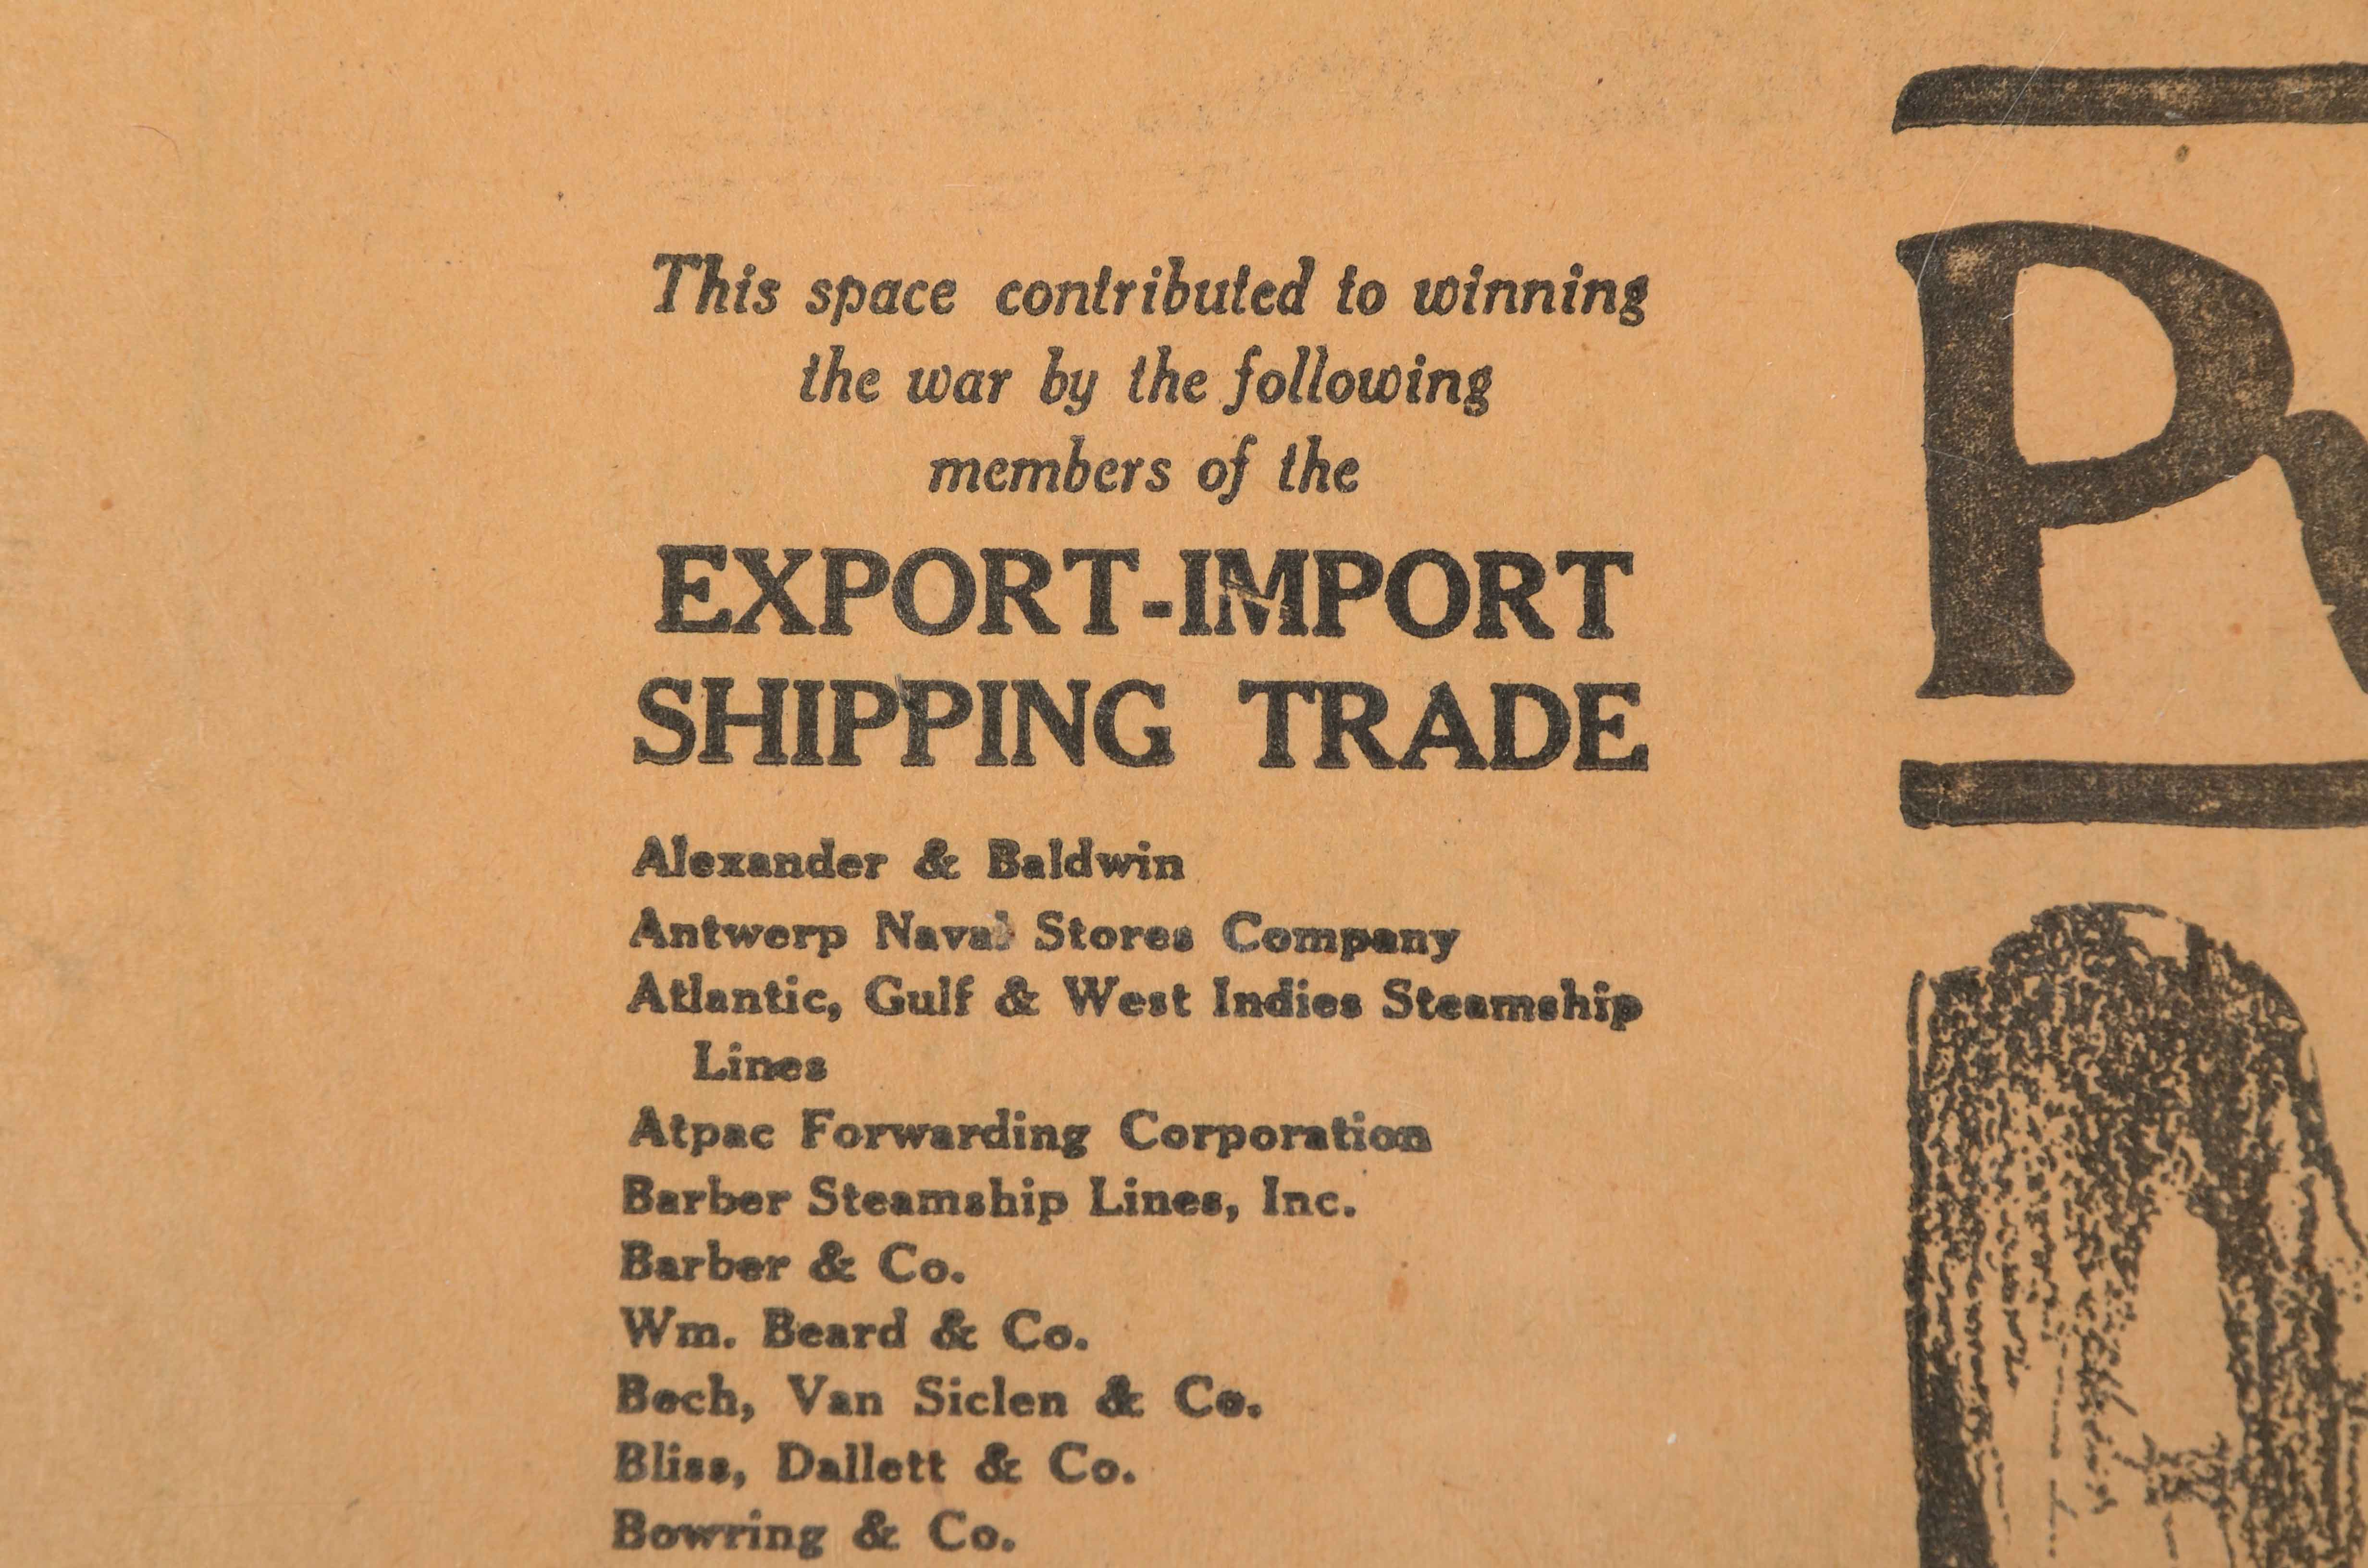 This space contributed to winning
the war by the following
members of the
EXPORT-IMPORT
SHIPPING TRADE
Alexander & Baldwin
Antwerp Naval Stores Company
Atlantic, Gulf & West Indies Steamship
Lines
Atpac Forwarding Corporation
Barber Steamship Lines, Inc.
Barber & Co.
Wm. Beard & Co.
Bech, Van Siclen & Co.
Bliss, Dallett & Co.
Bowring & Co.